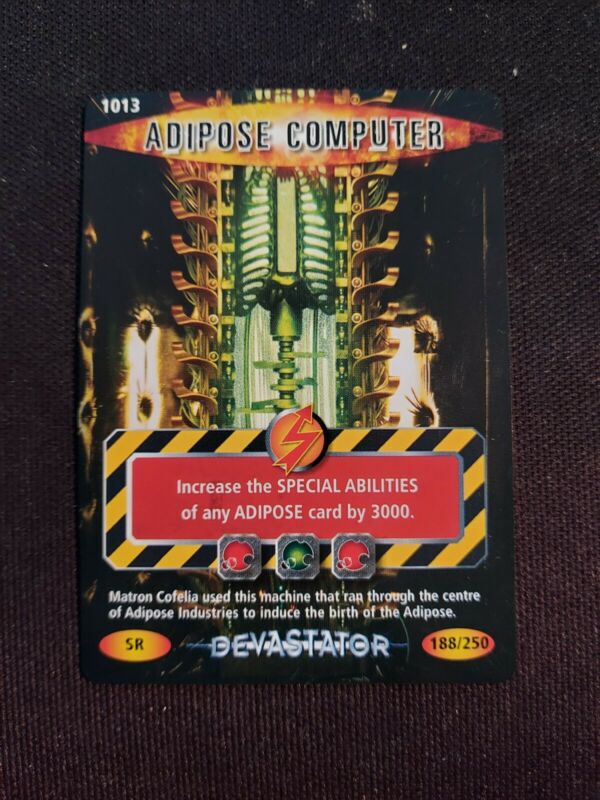 1013
ADIPOSE COMPUTER
Increase the SPECIAL ABILITIES
of any ADIPOSE card by 3000.
Matron Cofelia used this machine that ran through the centre
of Adipose Industries to induce the birth of the Adipose.
SR
DEVASTATOR
188/250